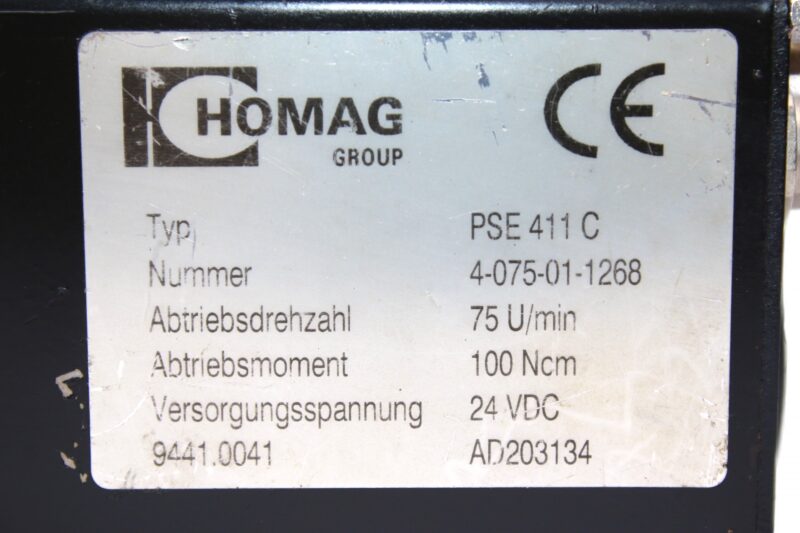 HOMAG
GROUP
CE
Typ PSE 411 C
Nummer 4-075-01-1268
Abtriebsdrehzahl 75 U/min
Abtriebsmoment 100 Ncm
Versorgungsspannung 24 VDC
9441.0041 AD203134